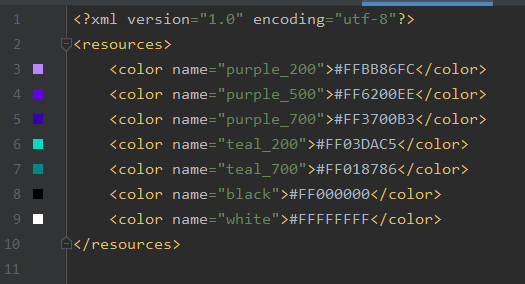 1 <?xml version="1.0" encoding="utf-8"?>
2 <resources>
3 <color name="purple_200">#FFBB86FC</color>
4 <color name="purple_500">#FF6200EE</color>
5 <color name="purple_700">#FF3700B3</color>
6 <color name="teal_200">#FF03DAC5</color>
7 <color name="teal_700">#FF018786</color>
8 <color name="black">#FF000000</color>
9 <color name="white">#FFFFFFFF</color>
10 </resources>
11